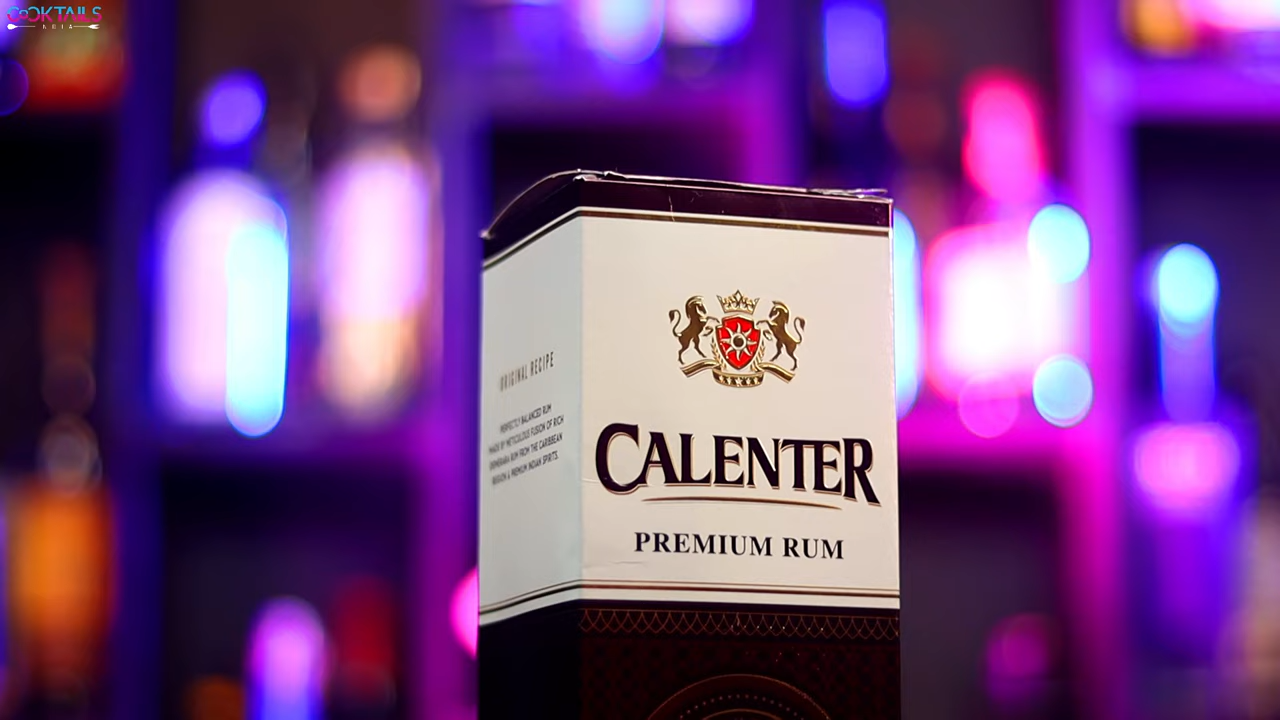 COCKTAILS
INDIA
ORIGINAL RECIPE
PERFECTLY BALANCED RUM
MADE BY METICULOUS FUSION OF RICH
DEMERARA RUM FROM THE CARIBBEAN
REGION & PREMIUM INDIAN SPIRITS.
CALENTER
PREMIUM RUM